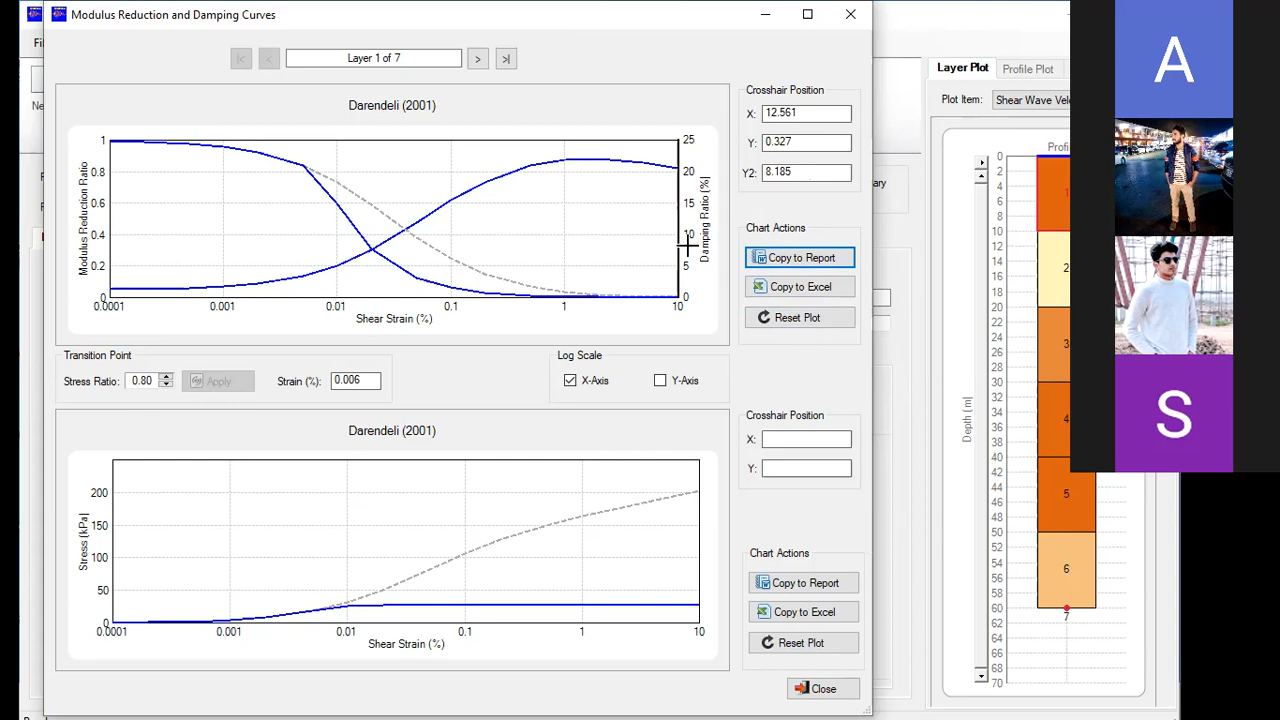 Modulus Reduction and Damping Curves
Layer 1 of 7
Darendeli (2001)
Modulus Reduction Ratio
1
0.8
0.6
0.4
0.2
0
25
20
15
10
5
0
Damping Ratio (%)
0.0001
0.001
0.01
0.1
1
10
Shear Strain (%)
Crosshair Position
X: 12.561
Y: 0.327
Y2: 8.185
Chart Actions
Copy to Report
Copy to Excel
Reset Plot
Transition Point
Stress Ratio: 0.80
Apply
Strain (%): 0.006
Log Scale
X-Axis
Y-Axis
Darendeli (2001)
Stress (kPa)
200
150
100
50
0
0.0001
0.001
0.01
0.1
1
10
Shear Strain (%)
Crosshair Position
X:
Y:
Chart Actions
Copy to Report
Copy to Excel
Reset Plot
Close
Fil
Ne
ary
Layer Plot
Profile Plot
Plot Item:
Shear Wave Vel
Profi
Depth (m)
0
2
4
6
8
10
12
14
16
18
20
22
24
26
28
30
32
34
36
38
40
42
44
46
48
50
52
54
56
58
60
62
64
66
68
70
1
2
3
4
5
6
7
A
S